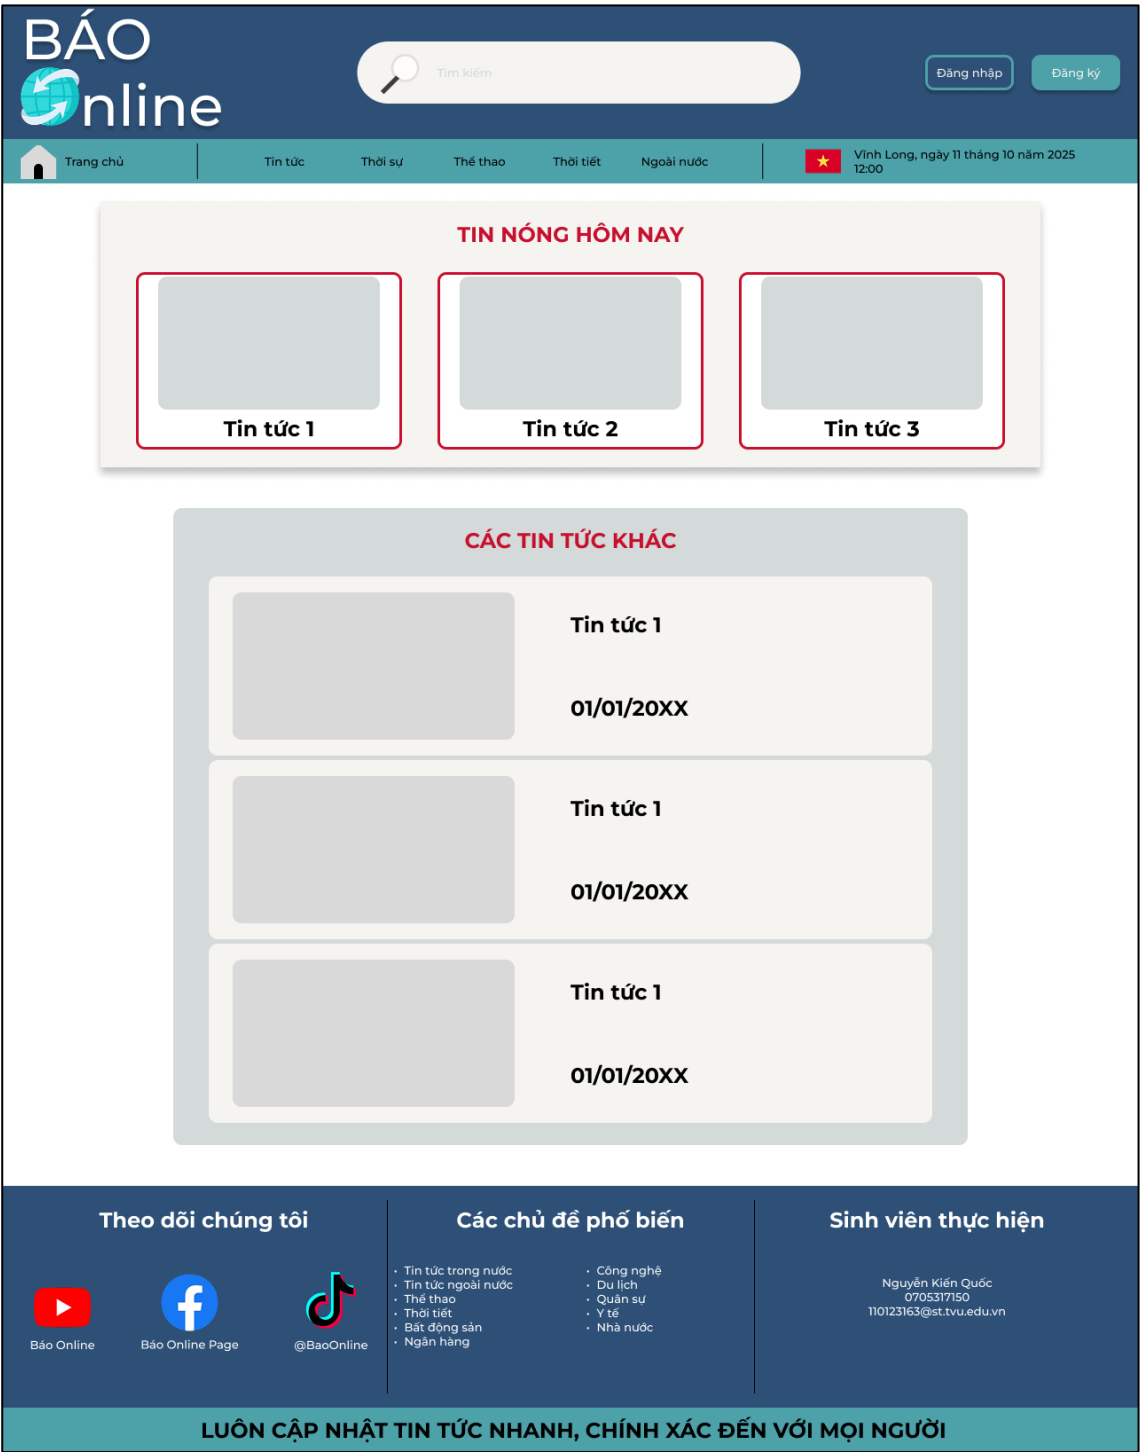 BÁO
Online
Tìm kiếm
Đăng nhập
Đăng ký
Trang chủ
Tin tức
Thời sự
Thể thao
Thời tiết
Ngoài nước
Vĩnh Long, ngày 11 tháng 10 năm 2025
12:00
TIN NÓNG HÔM NAY
Tin tức 1
Tin tức 2
Tin tức 3
CÁC TIN TỨC KHÁC
Tin tức 1
01/01/20XX
Tin tức 1
01/01/20XX
Tin tức 1
01/01/20XX
Theo dõi chúng tôi
Báo Online
Báo Online Page
@BaoOnline
Các chủ đề phố biến
• Tin tức trong nước
• Tin tức ngoài nước
• Thể thao
• Thời tiết
• Bất động sản
• Ngân hàng
• Công nghệ
• Du lịch
• Quân sự
• Y tế
• Nhà nước
Sinh viên thực hiện
Nguyễn Kiến Quốc
0705317150
110123163@st.tvu.edu.vn
LUÔN CẬP NHẬT TIN TỨC NHANH, CHÍNH XÁC ĐẾN VỚI MỌI NGƯỜI